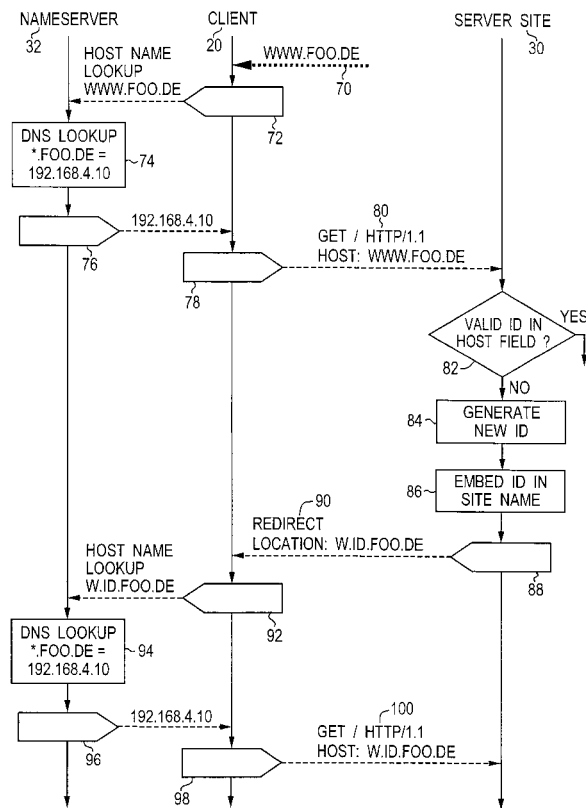 NAMESERVER
32
CLIENT
20
SERVER SITE
30
HOST NAME
LOOKUP
WWW.FOO.DE
WWW.FOO.DE
70
72
DNS LOOKUP
*.FOO.DE =
192.168.4.10
74
192.168.4.10
76
80
GET / HTTP/1.1
HOST: WWW.FOO.DE
78
VALID ID IN
HOST FIELD ?
YES
82
NO
84
GENERATE
NEW ID
86
EMBED ID IN
SITE NAME
90
REDIRECT
LOCATION: W.ID.FOO.DE
88
HOST NAME
LOOKUP
W.ID.FOO.DE
92
DNS LOOKUP
*.FOO.DE =
192.168.4.10
94
192.168.4.10
96
100
GET / HTTP/1.1
HOST: W.ID.FOO.DE
98